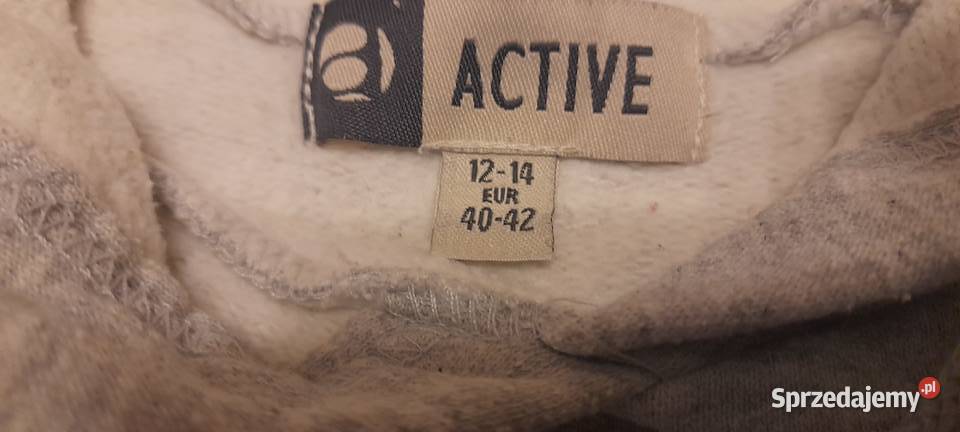 a ACTIVE
12-14
EUR
40-42
Sprzedajemy.pl